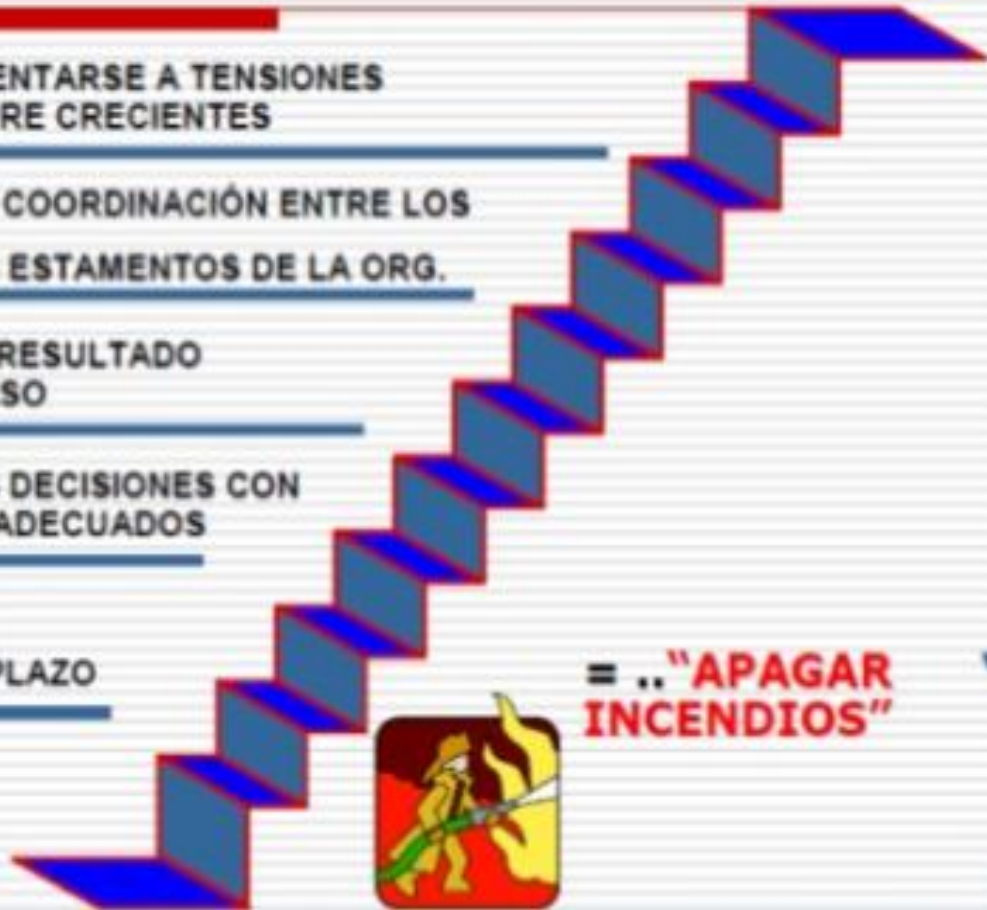 ENTARSE A TENSIONES
RE CRECIENTES
COORDINACIÓN ENTRE LOS
ESTAMENTOS DE LA ORG.
RESULTADO
SO
DECISIONES CON
ADECUADOS
PLAZO
= .."APAGAR
INCENDIOS"